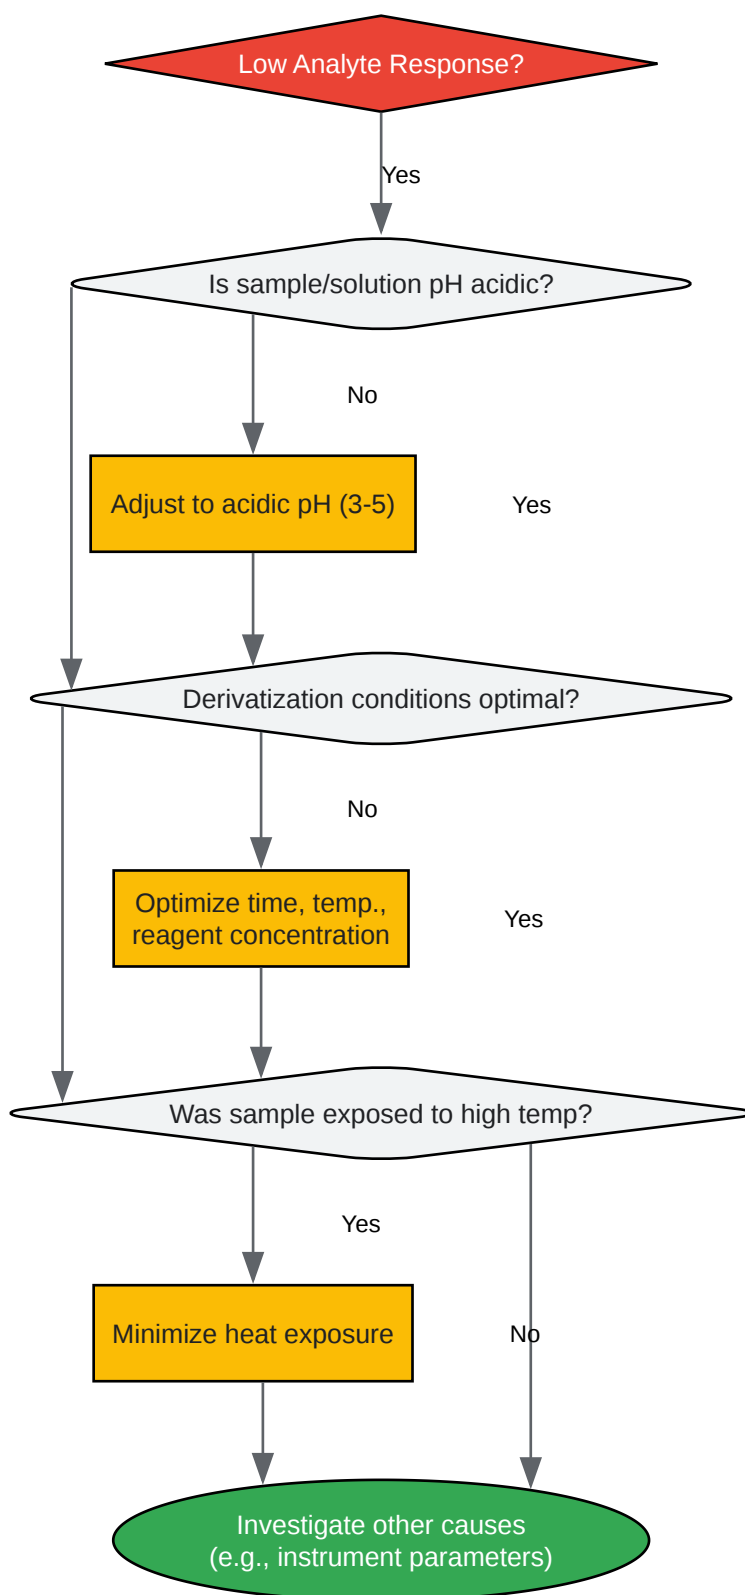 Low Analyte Response?
Yes
Is sample/solution pH acidic?
No
Adjust to acidic pH (3-5)
Yes
Derivatization conditions optimal?
No
Optimize time, temp.,
reagent concentration
Yes
Was sample exposed to high temp?
Yes
Minimize heat exposure
No
Investigate other causes
(e.g., instrument parameters)